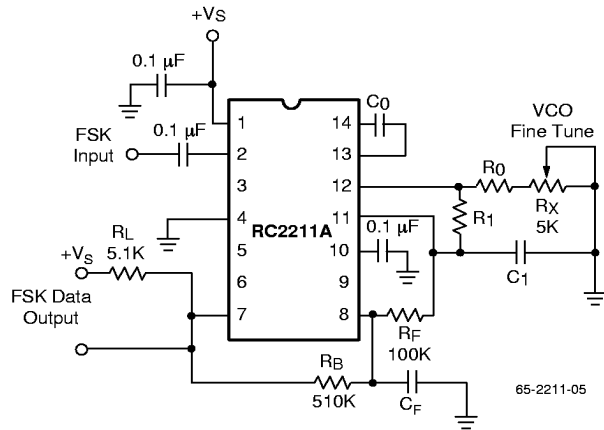 +VS
0.1 µF
FSK
Input
0.1 µF
1
2
3
4
5
6
7
14
13
12
11
10
9
8
RC2211A
C0
VCO
Fine Tune
R0
RX
5K
R1
0.1 µF
C1
RL
5.1K
+VS
FSK Data
Output
RF
100K
RB
510K
CF
65-2211-05